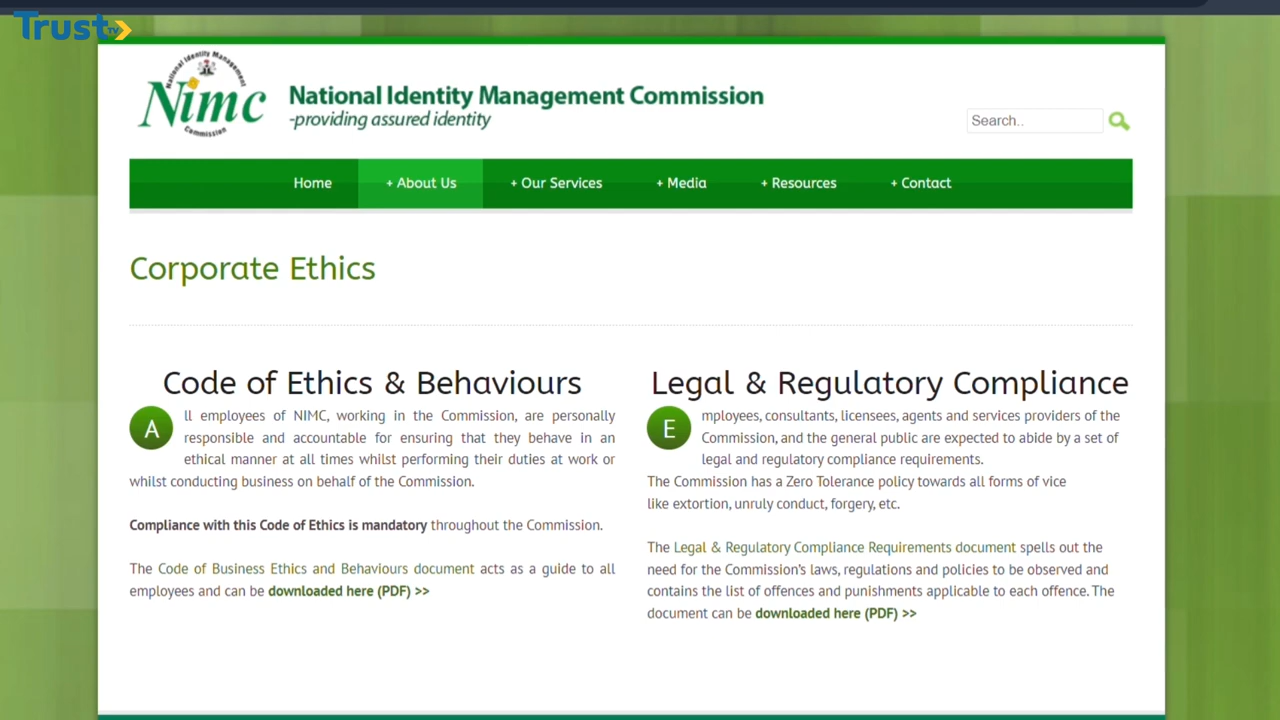 Trust TV
National Identity Management
Nimc
Commission
National Identity Management Commission
-providing assured identity
Search..
Home
+ About Us
+ Our Services
+ Media
+ Resources
+ Contact
Corporate Ethics
Code of Ethics & Behaviours
All employees of NIMC, working in the Commission, are personally
responsible and accountable for ensuring that they behave in an
ethical manner at all times whilst performing their duties at work or
whilst conducting business on behalf of the Commission.
Compliance with this Code of Ethics is mandatory throughout the Commission.
The Code of Business Ethics and Behaviours document acts as a guide to all
employees and can be downloaded here (PDF) >>
Legal & Regulatory Compliance
Employees, consultants, licensees, agents and services providers of the
Commission, and the general public are expected to abide by a set of
legal and regulatory compliance requirements.
The Commission has a Zero Tolerance policy towards all forms of vice
like extortion, unruly conduct, forgery, etc.
The Legal & Regulatory Compliance Requirements document spells out the
need for the Commission's laws, regulations and policies to be observed and
contains the list of offences and punishments applicable to each offence. The
document can be downloaded here (PDF) >>